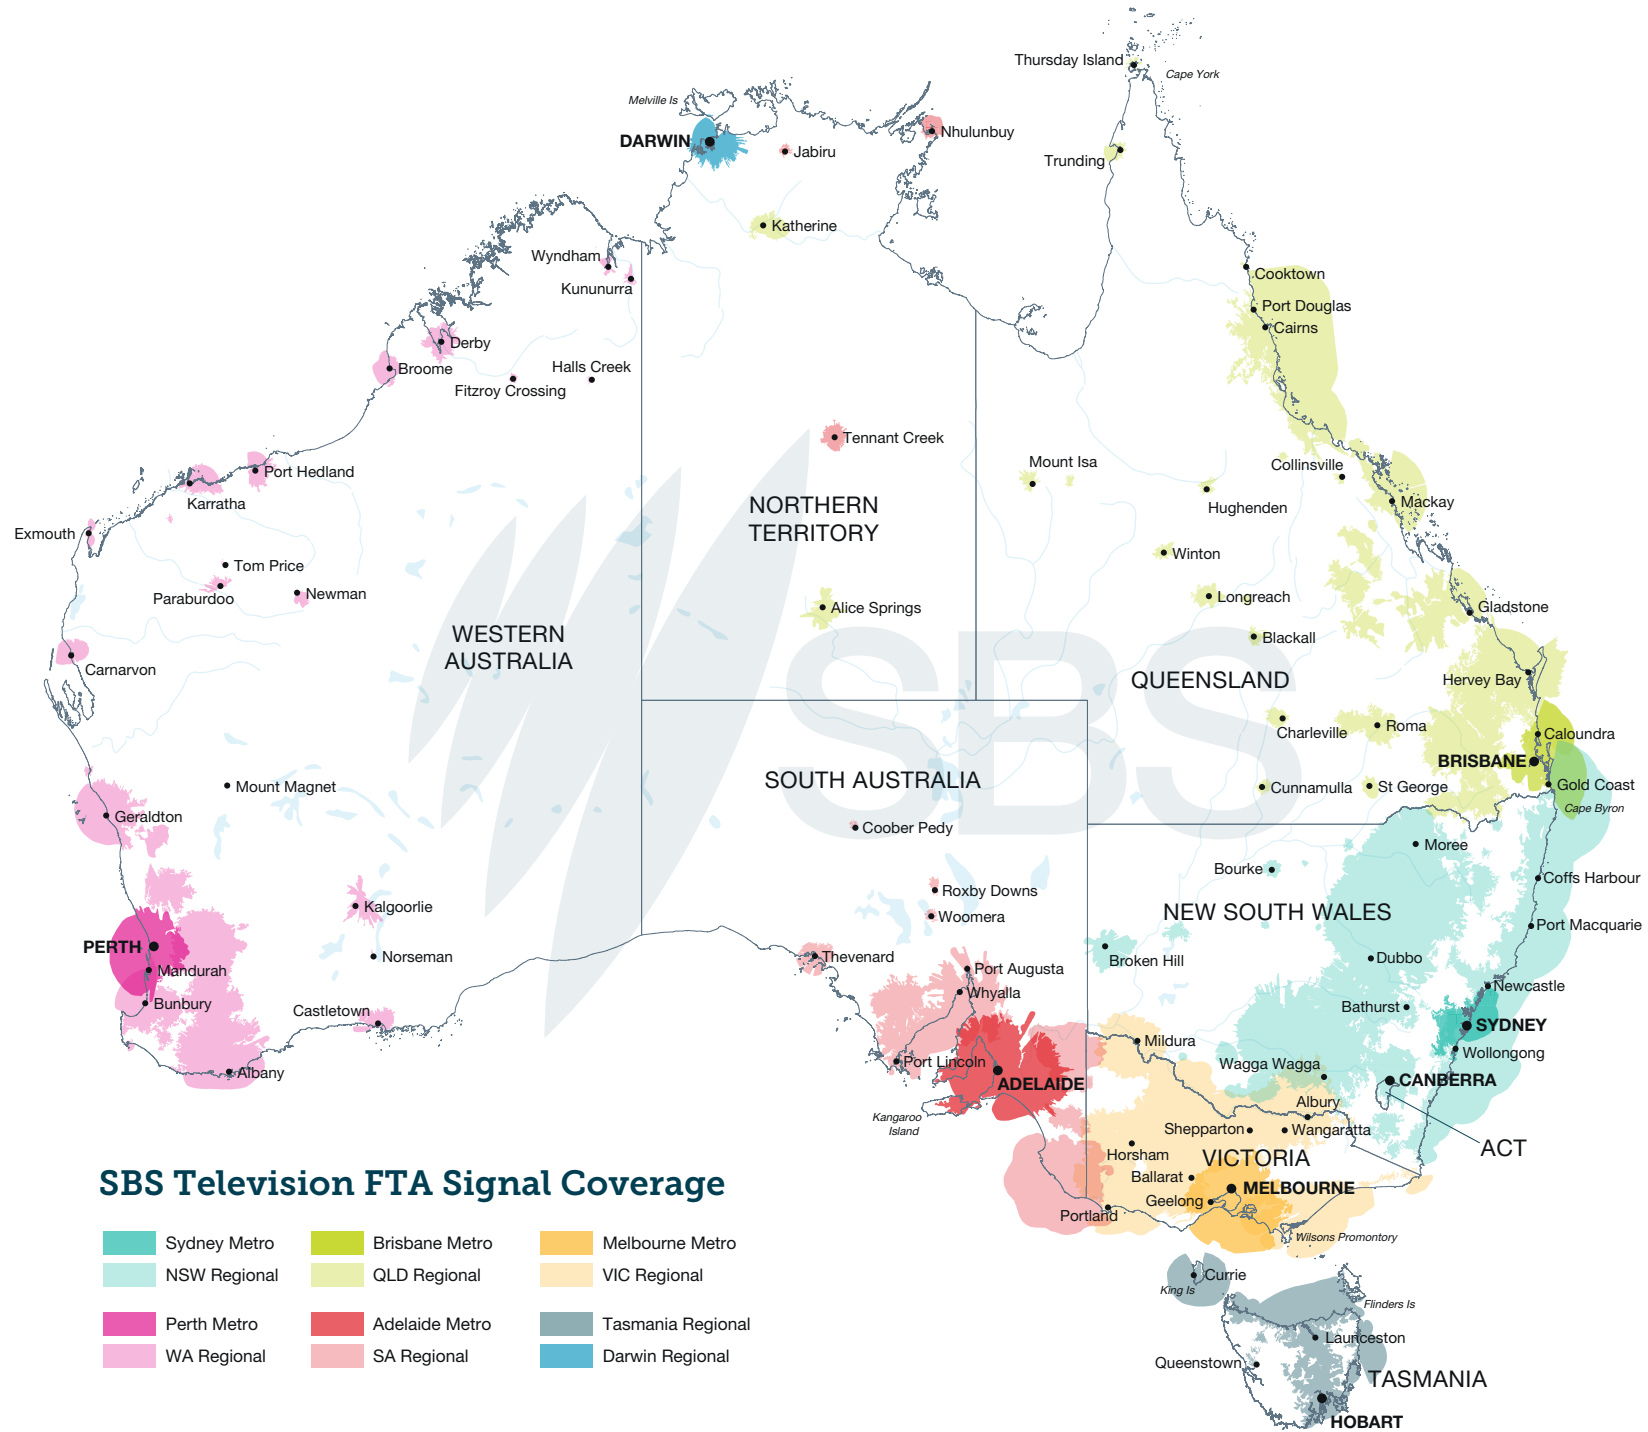 Thursday Island
Cape York
Melville Is
DARWIN
Nhulunbuy
Jabiru
Trunding
Katherine
Wyndham
Kununurra
Cooktown
Port Douglas
Cairns
Derby
Broome
Halls Creek
Fitzroy Crossing
Tennant Creek
Port Hedland
Karratha
Mount Isa
Collinsville
Hughenden
Mackay
NORTHERN
TERRITORY
Exmouth
Winton
Tom Price
Paraburdoo
Newman
Alice Springs
Longreach
Gladstone
Blackall
WESTERN
AUSTRALIA
Carnarvon
SBS
QUEENSLAND
Hervey Bay
Charleville
Roma
Caloundra
BRISBANE
SOUTH AUSTRALIA
Mount Magnet
Cunnamulla
St George
Gold Coast
Cape Byron
Geraldton
Coober Pedy
Moree
Bourke
Coffs Harbour
Roxby Downs
Woomera
Kalgoorlie
NEW SOUTH WALES
Port Macquarie
PERTH
Mandurah
Norseman
Thevenard
Port Augusta
Broken Hill
Dubbo
Newcastle
Whyalla
Bunbury
Castletown
Bathurst
SYDNEY
Mildura
Wollongong
Port Lincoln
Wagga Wagga
Albany
ADELAIDE
CANBERRA
Kangaroo
Island
Albury
Shepparton
Wangaratta
ACT
Horsham
VICTORIA
Ballarat
MELBOURNE
Geelong
Portland
Wilsons Promontory
Currie
King Is
Flinders Is
Launceston
Queenstown
TASMANIA
HOBART
SBS Television FTA Signal Coverage
Sydney Metro
Brisbane Metro
Melbourne Metro
NSW Regional
QLD Regional
VIC Regional
Perth Metro
Adelaide Metro
Tasmania Regional
WA Regional
SA Regional
Darwin Regional